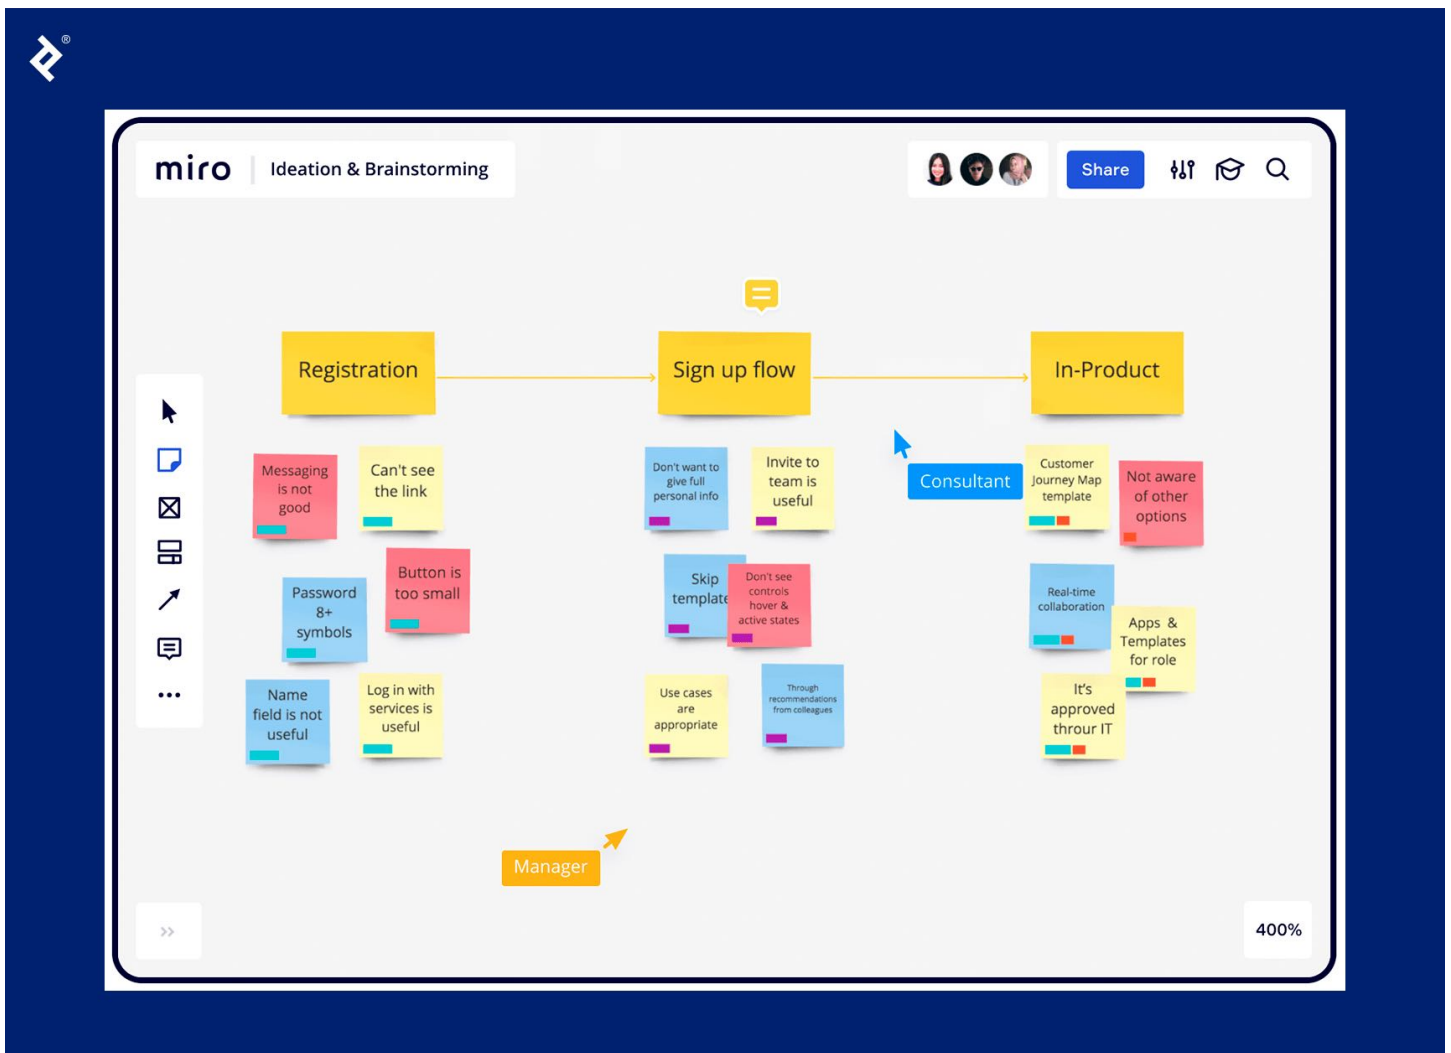 ®
miro
Ideation & Brainstorming
Share
Registration
Sign up flow
In-Product
Messaging
is not
good
Can't see
the link
Button is
too small
Password
8+
symbols
Name
field is not
useful
Log in with
services is
useful
Don't want to
give full
personal info
Invite to
team is
useful
Skip
template
Don't see
controls
hover &
active states
Use cases
are
appropriate
Through
recommendations
from colleagues
Consultant
Customer
Journey Map
template
Not aware
of other
options
Real-time
collaboration
Apps &
Templates
for role
It's
approved
throur IT
Manager
400%